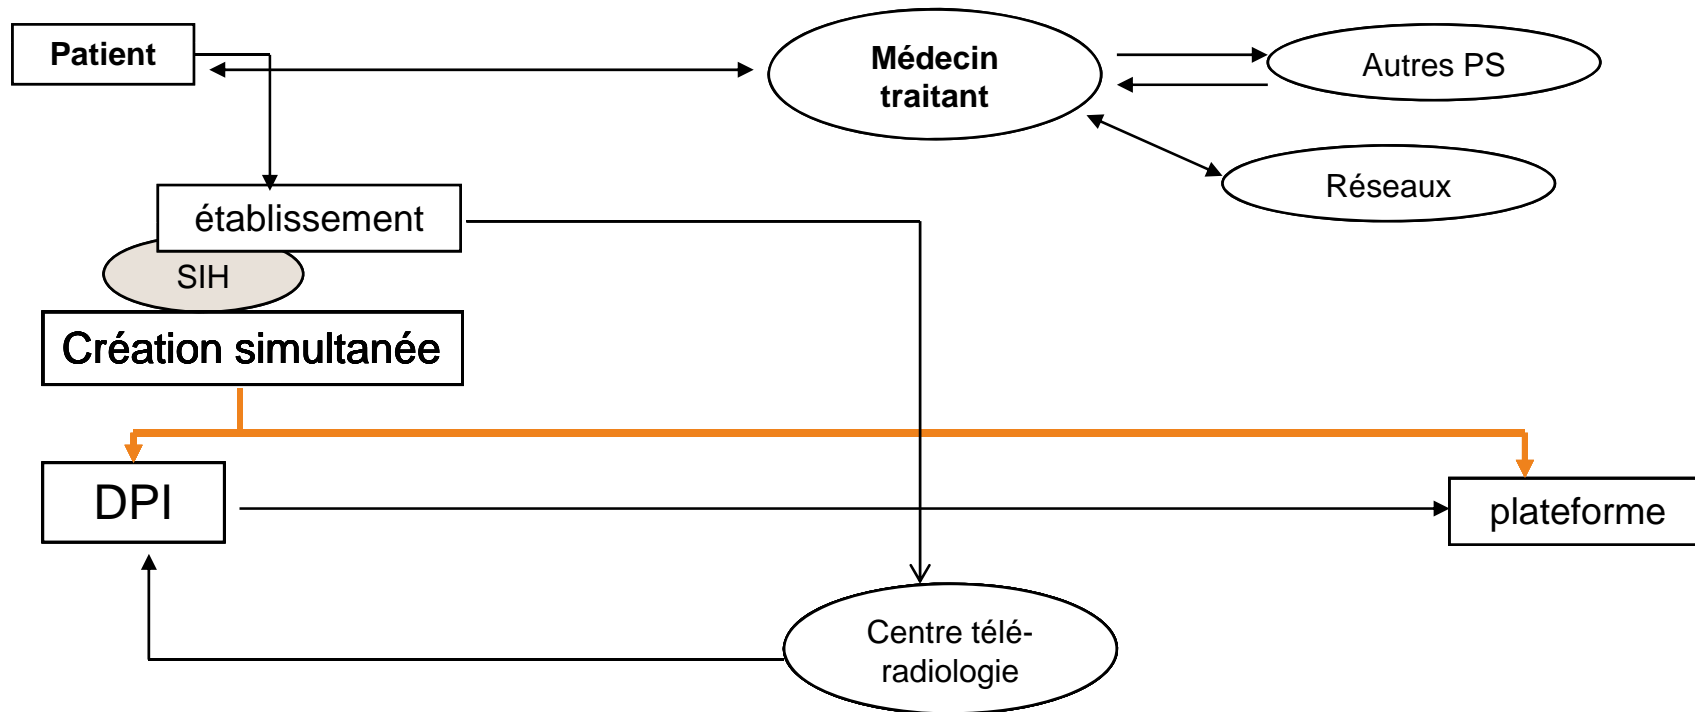 Patient
Médecin
traitant
Autres PS
Réseaux
établissement
SIH
Création simultanée
DPI
plateforme
Centre télé-
radiologie